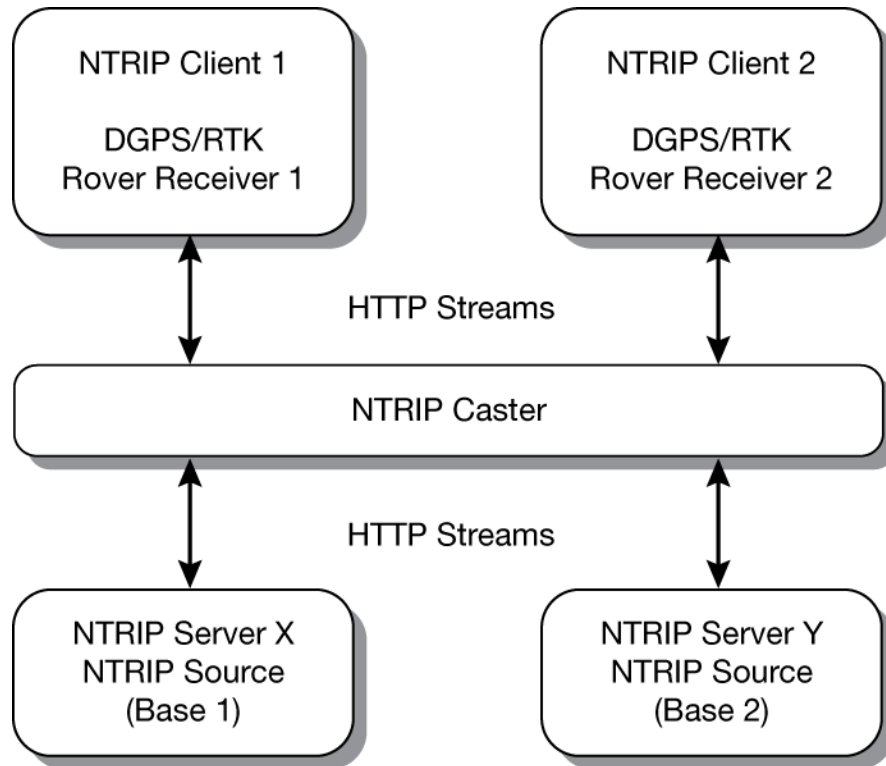 NTRIP Client 1
DGPS/RTK
Rover Receiver 1
NTRIP Client 2
DGPS/RTK
Rover Receiver 2
HTTP Streams
NTRIP Caster
HTTP Streams
NTRIP Server X
NTRIP Source
(Base 1)
NTRIP Server Y
NTRIP Source
(Base 2)